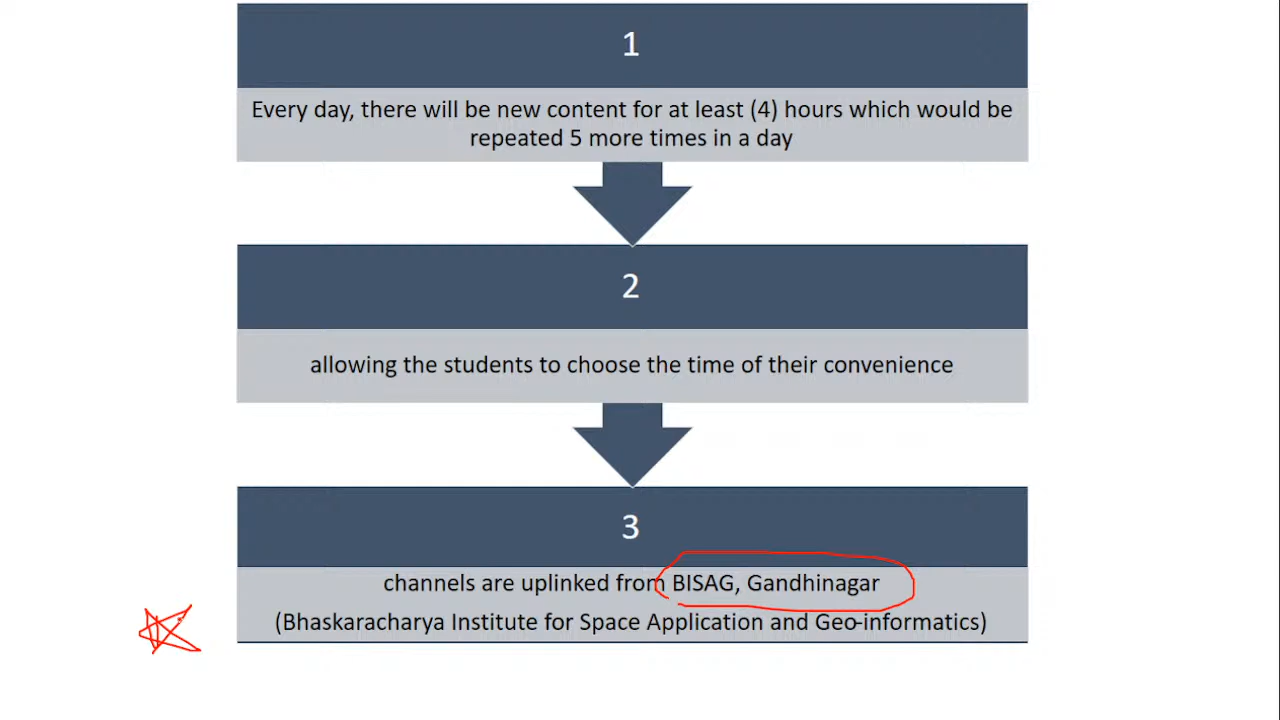 1
Every day, there will be new content for at least (4) hours which would be
repeated 5 more times in a day
2
allowing the students to choose the time of their convenience
3
channels are uplinked from BISAG, Gandhinagar
(Bhaskaracharya Institute for Space Application and Geo-informatics)